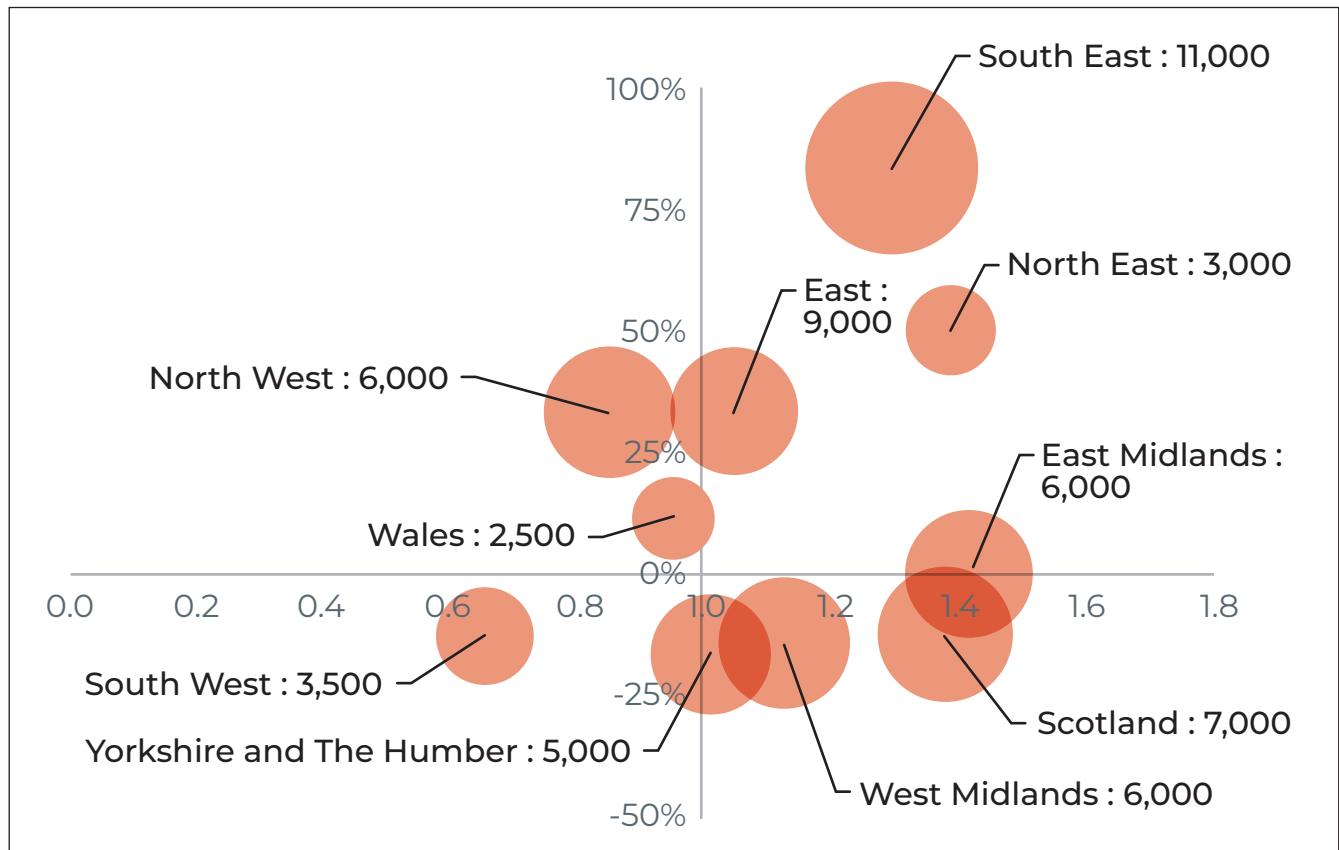 South East : 11,000
100%
75%
North East : 3,000
East :
9,000
50%
North West : 6,000
25%
East Midlands :
6,000
Wales : 2,500
0%
0.0 0.2 0.4 0.6 0.8 1.0 1.2 1.4 1.6 1.8
South West : 3,500
-25%
Scotland : 7,000
Yorkshire and The Humber : 5,000
West Midlands : 6,000
-50%